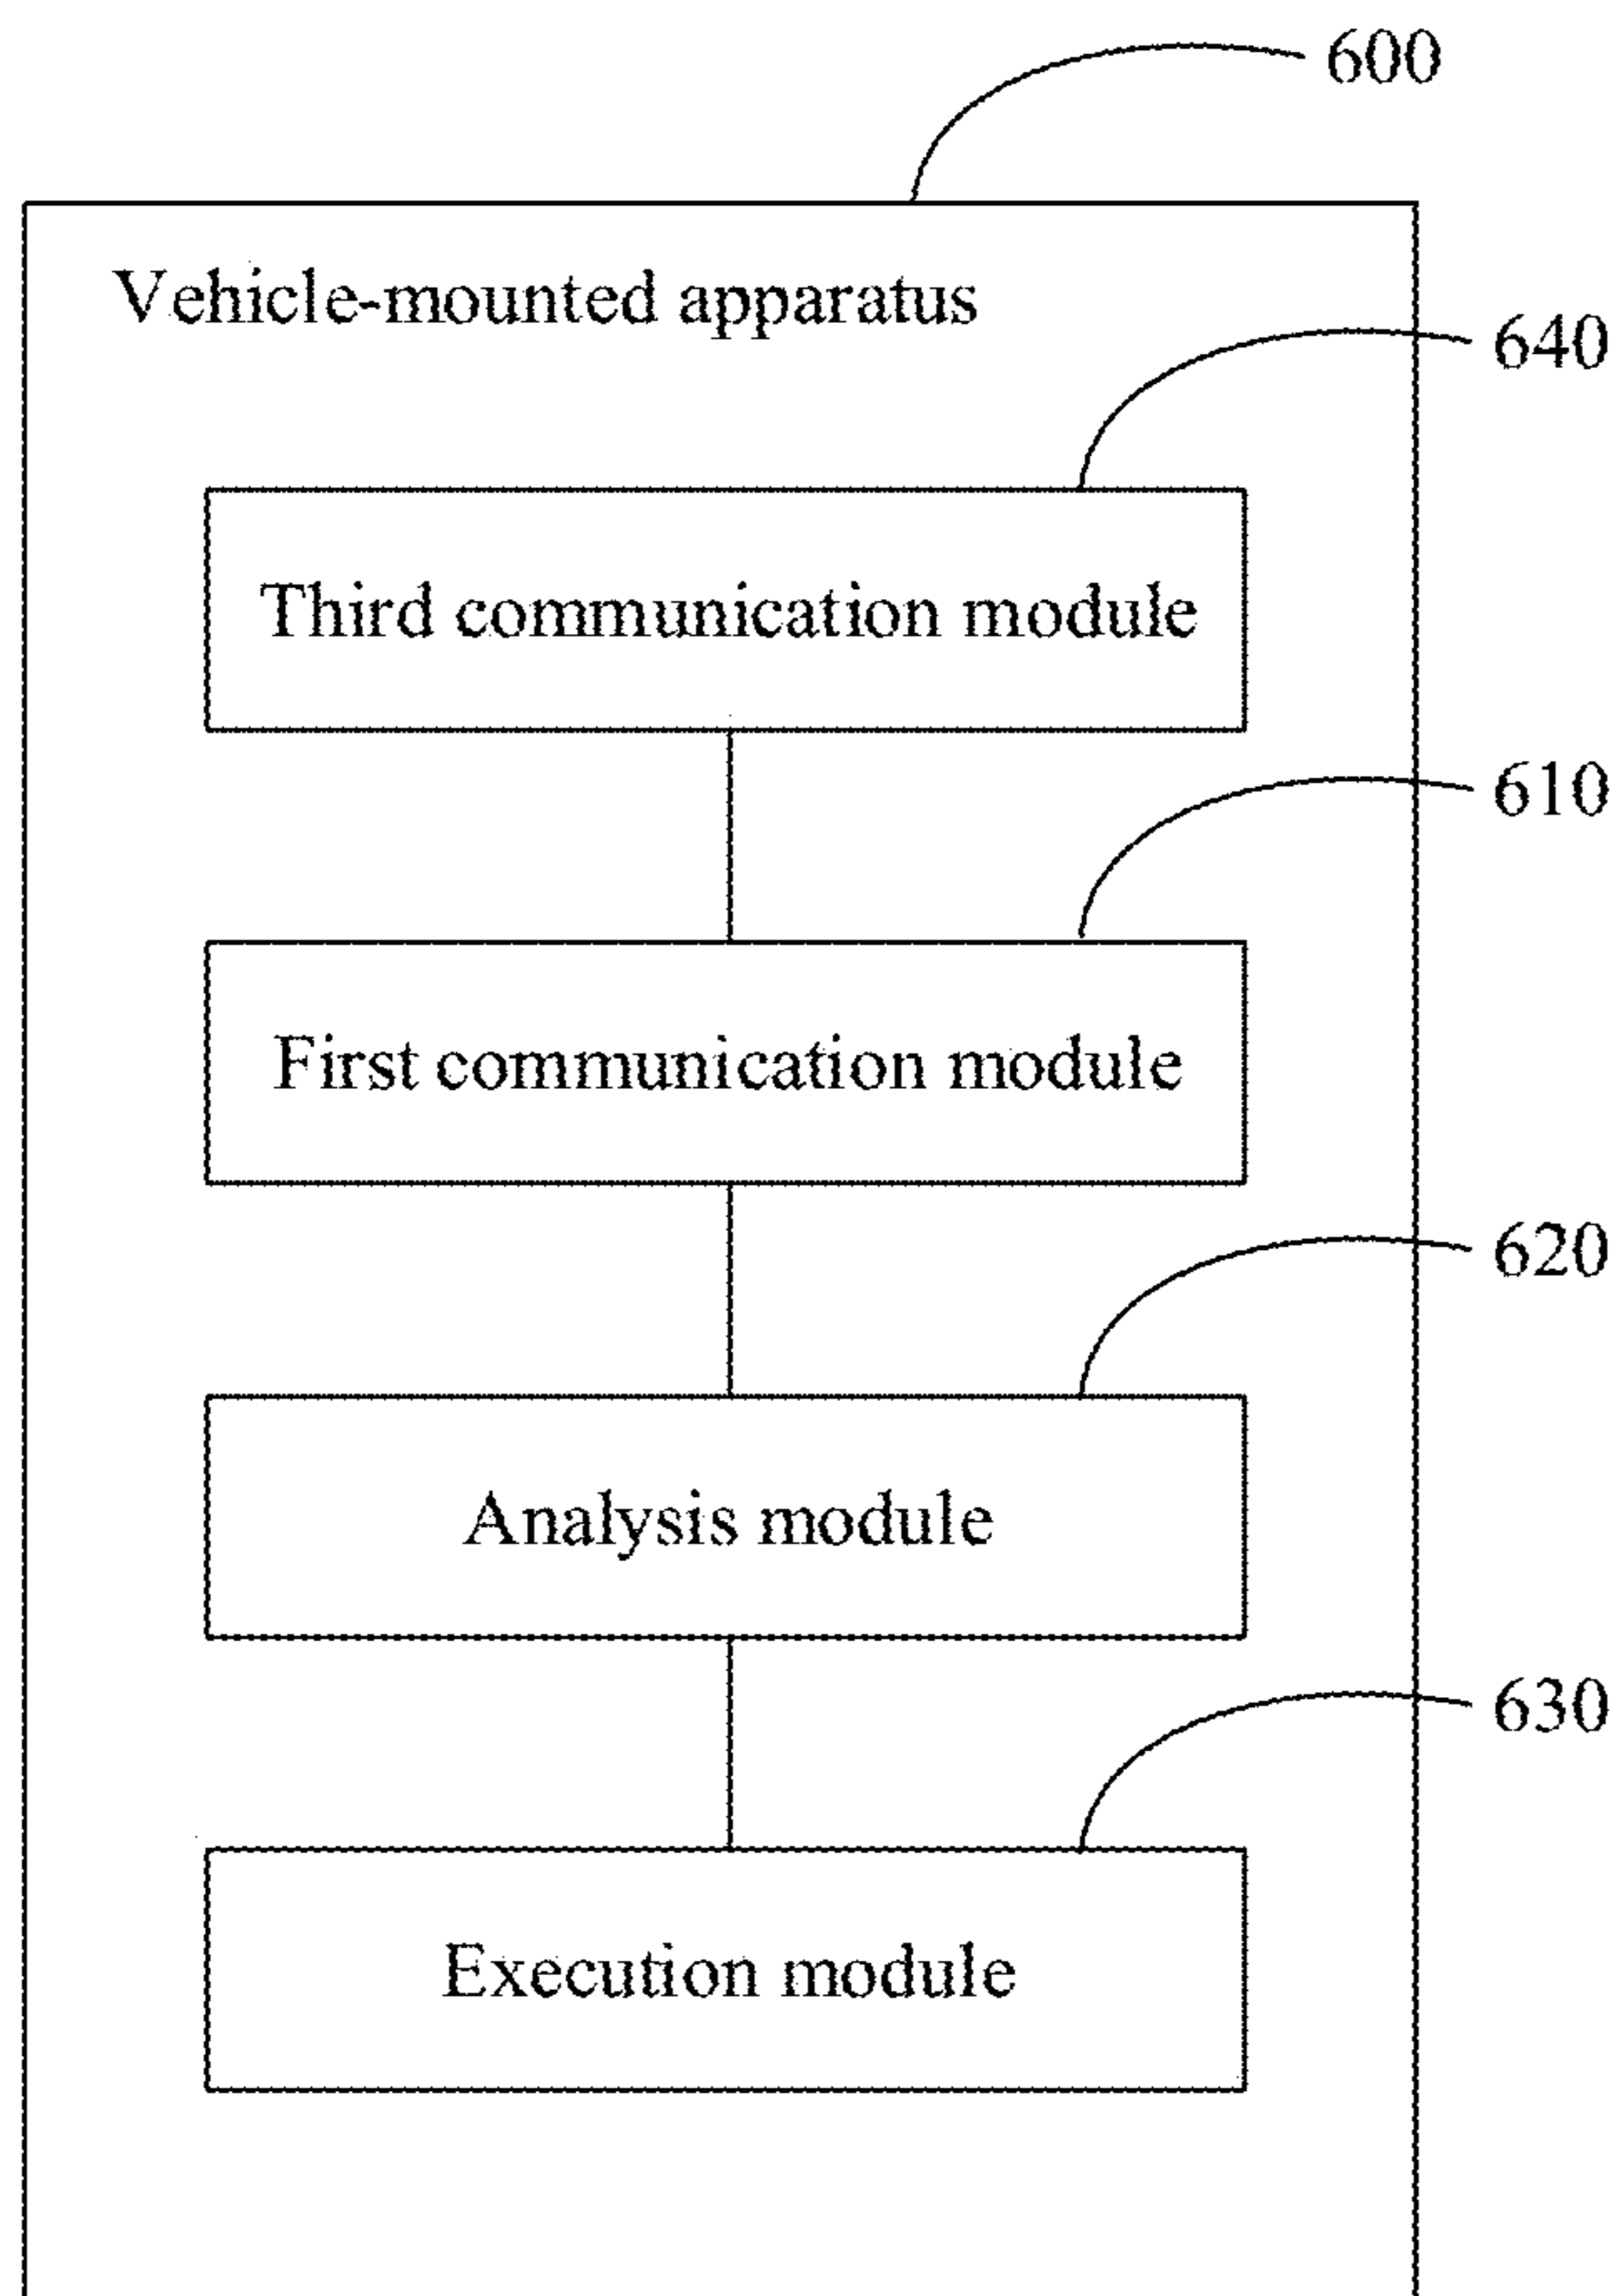 600
Vehicle-mounted apparatus
640
Third communication module
610
First communication module
620
Analysis module
630
Execution module